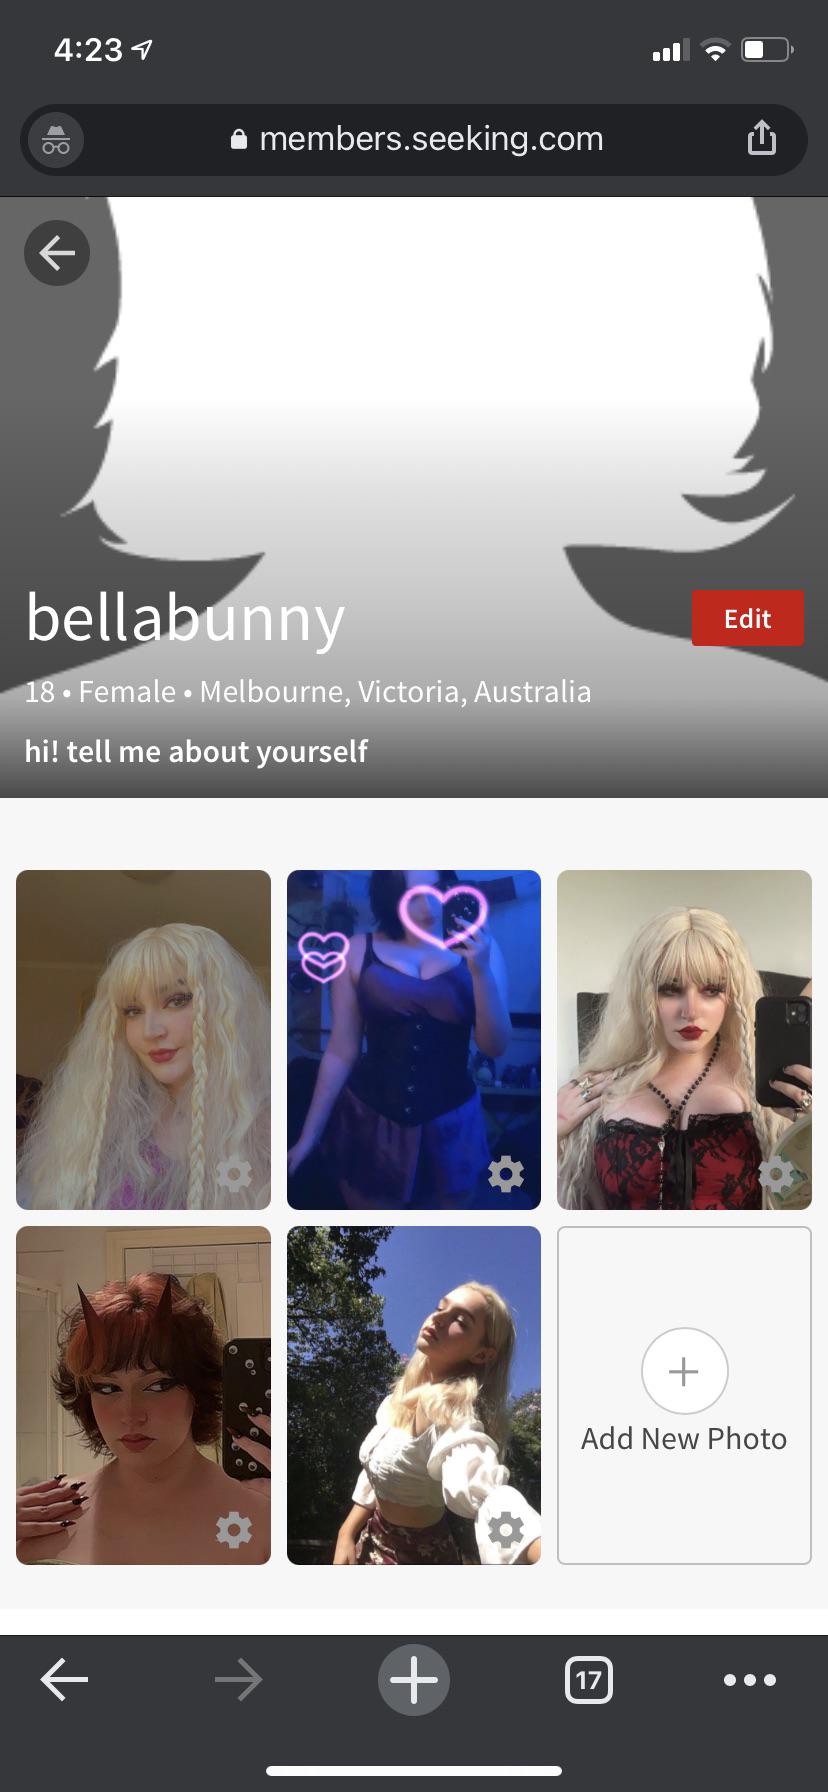 4:23
members.seeking.com
bellabunny
Edit
18 • Female • Melbourne, Victoria, Australia
hi! tell me about yourself
Add New Photo
17